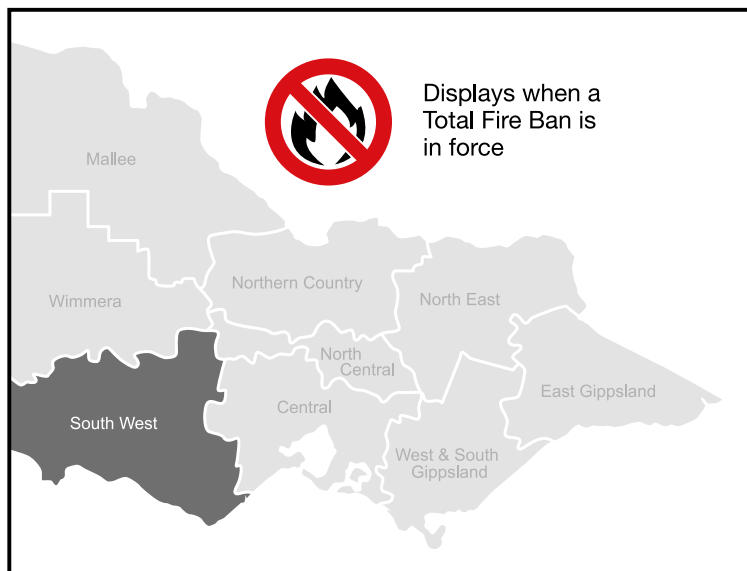 Displays when a
Total Fire Ban is
in force
Mallee
Wimmera
Northern Country
North East
North
Central
East Gippsland
Central
South West
West & South
Gippsland